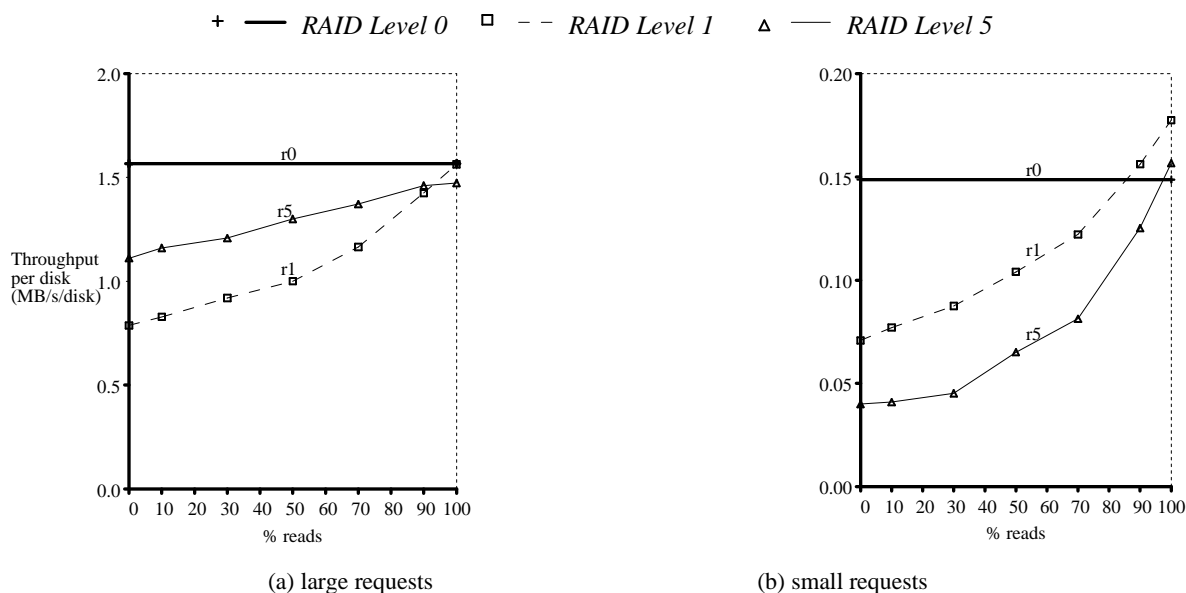 RAID Level 0 RAID Level 1 RAID Level 5
2.0
1.5
1.0
0.5
0.0
Throughput
per disk
(MB/s/disk)
r0
r5
r1
0 10 20 30 40 50 60 70 80 90 100
% reads
(a) large requests
0.20
0.15
0.10
0.05
0.00
r0
r1
r5
0 10 20 30 40 50 60 70 80 90 100
% reads
(b) small requests